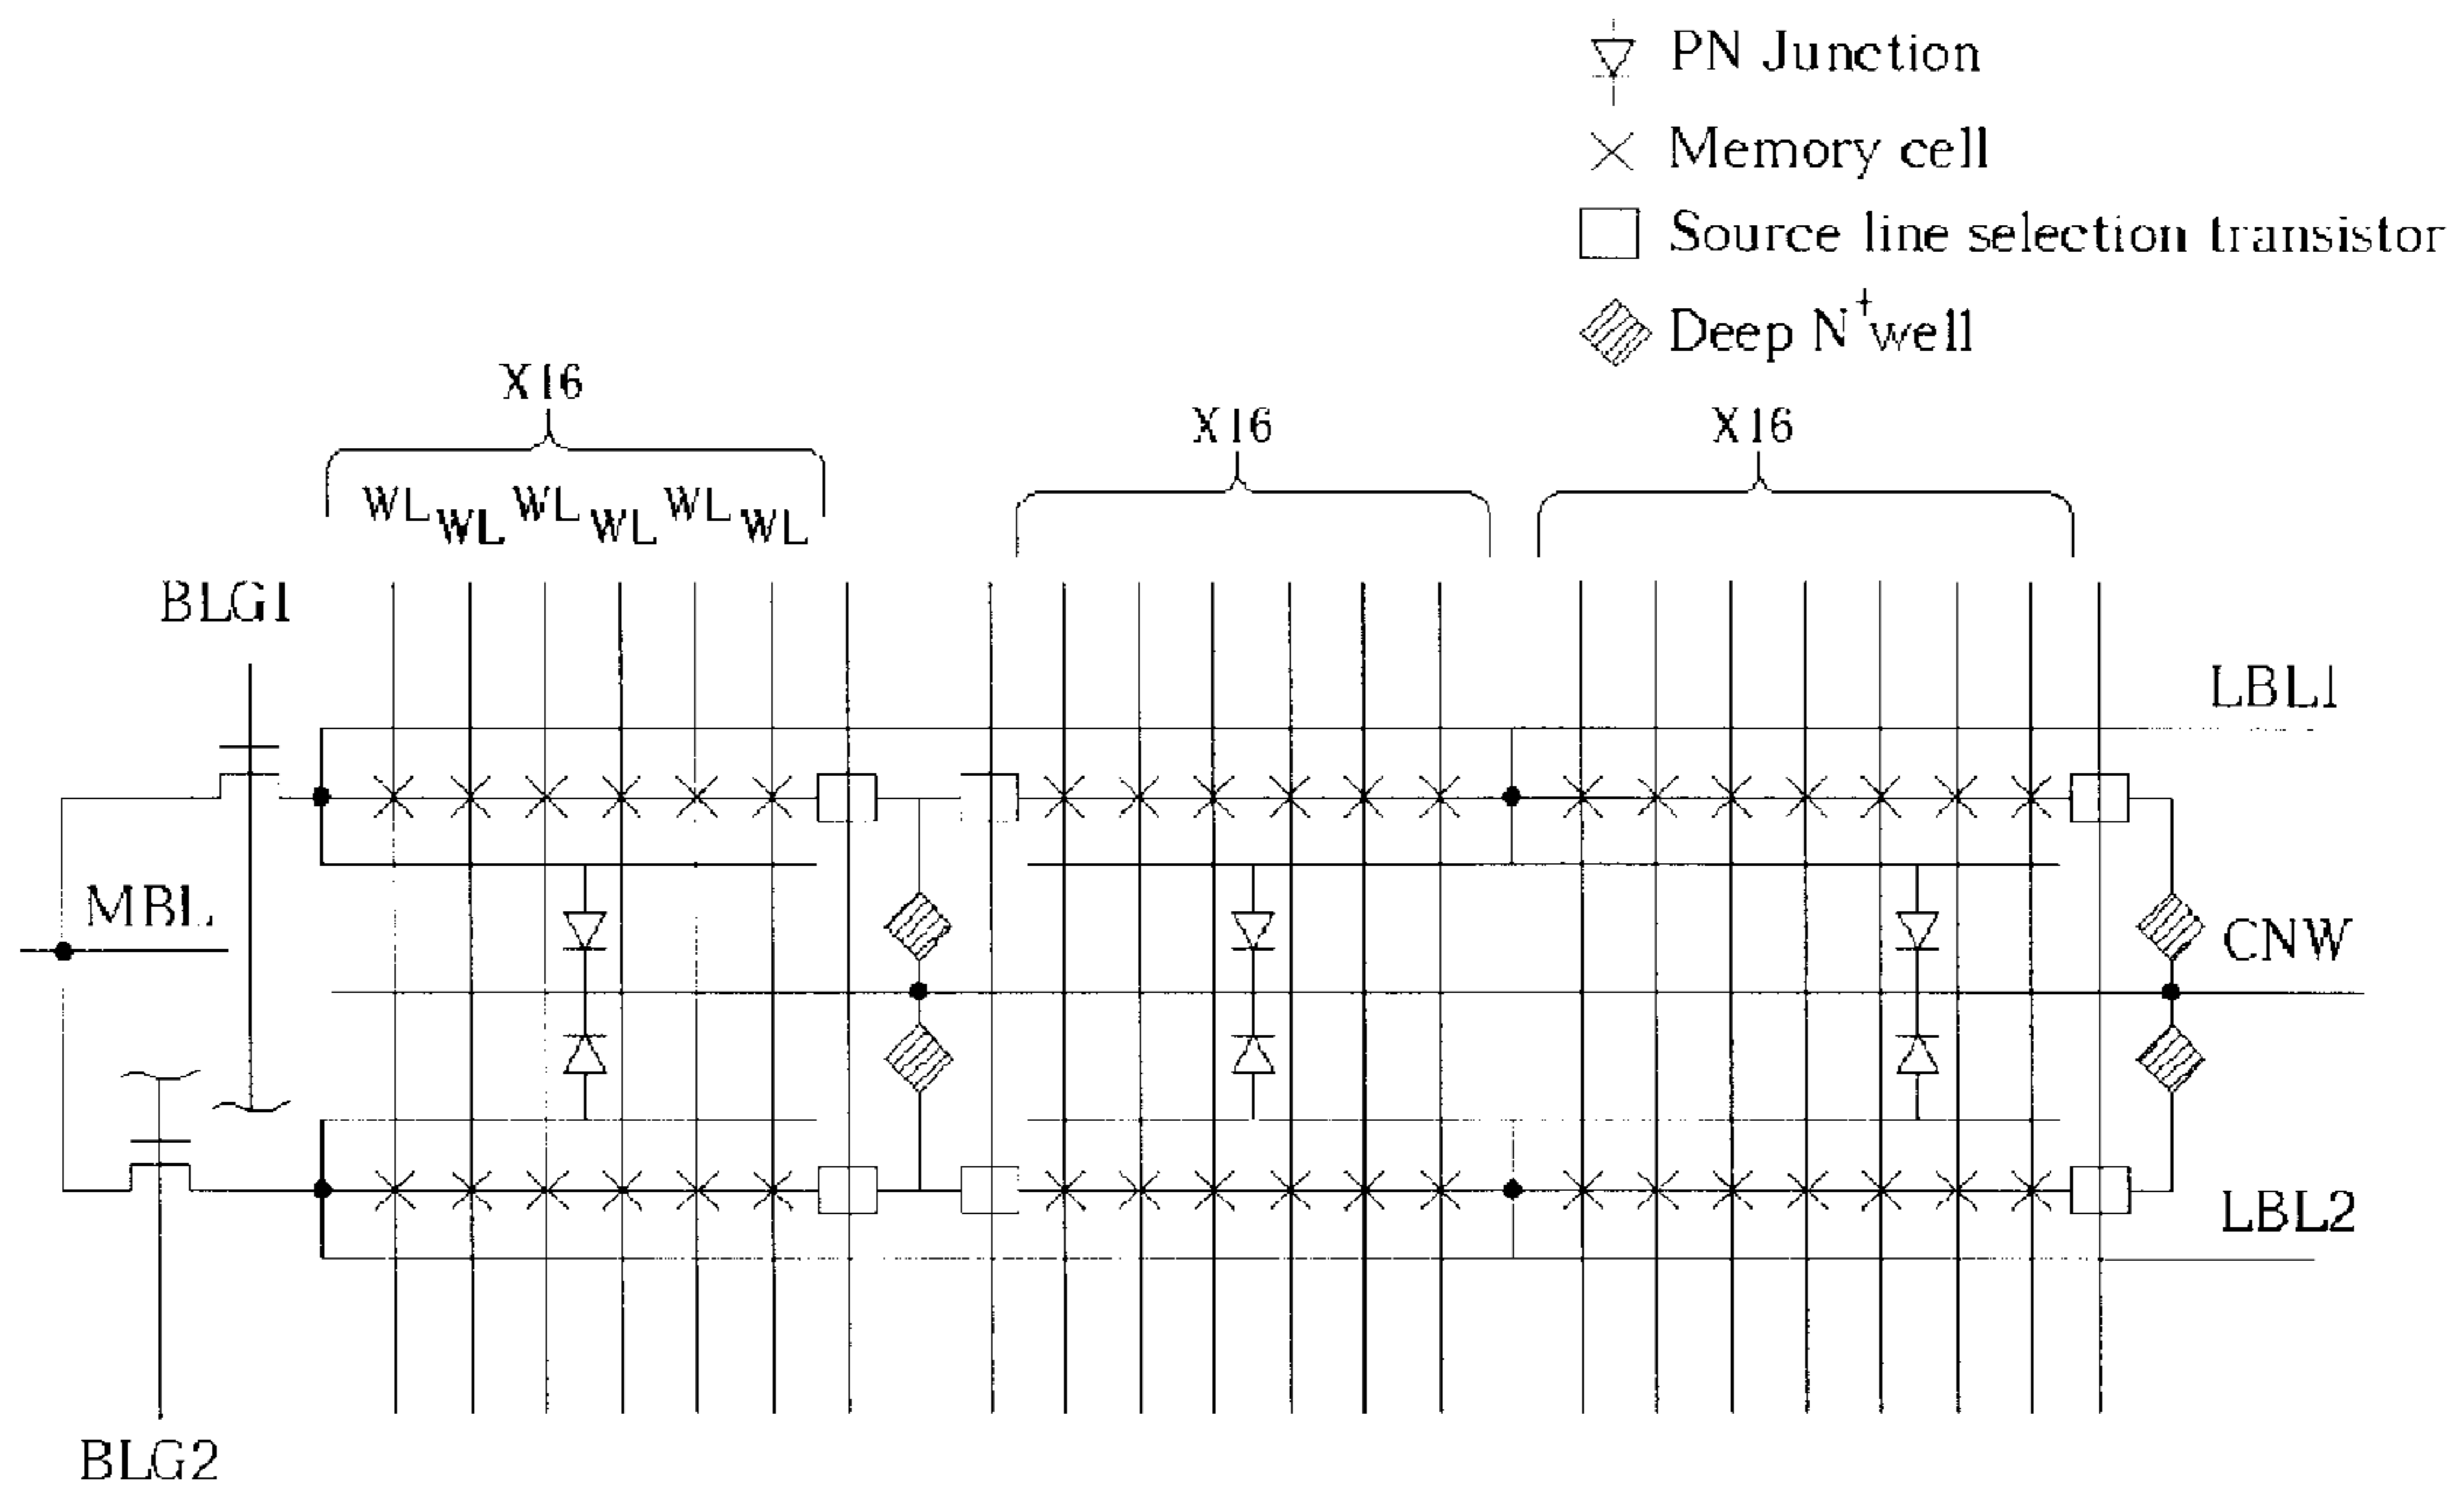 PN Junction
Memory cell
Source line selection transistor
Deep N⁺well
X16
X16
X16
WL WL WL WL WL WL
BLG1
LBL1
MBL
CNW
LBL2
BLG2